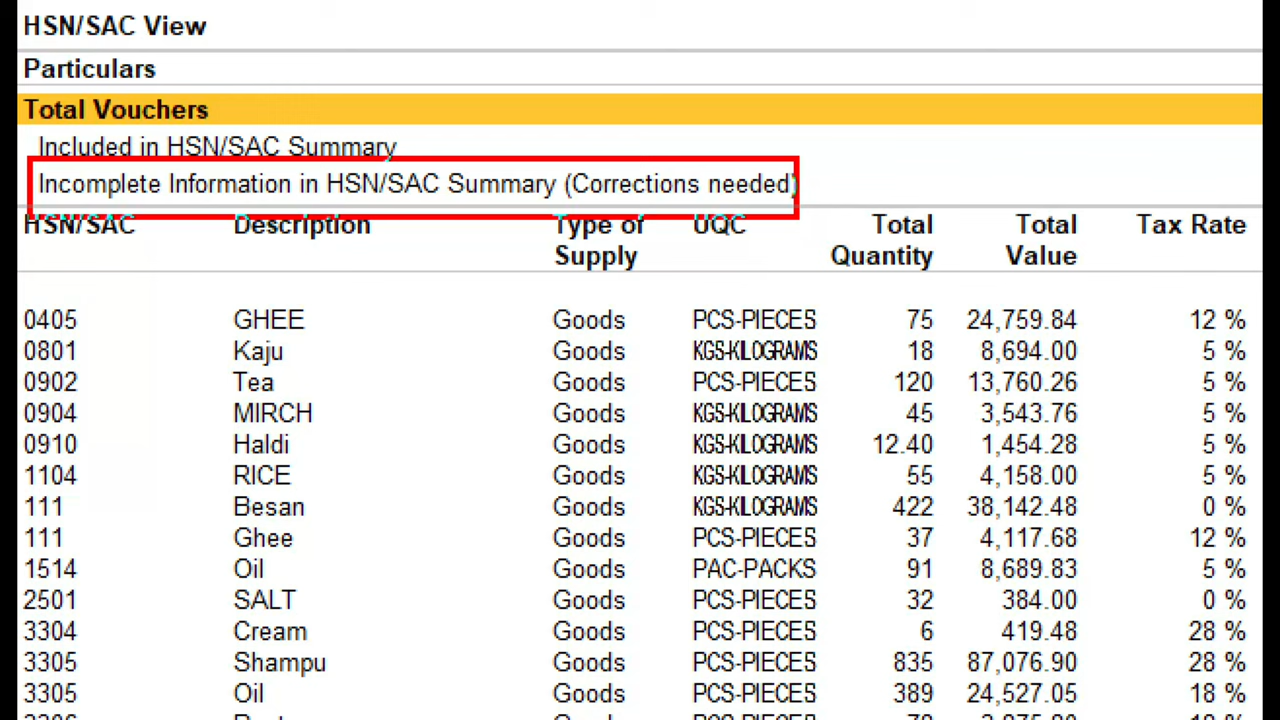 HSN/SAC View
Particulars
Total Vouchers
Included in HSN/SAC Summary
Incomplete Information in HSN/SAC Summary (Corrections needed)
HSN/SAC Description Type of Supply UQC Total Quantity Total Value Tax Rate
0405 GHEE Goods PCS-PIECES 75 24,759.84 12 %
0801 Kaju Goods KGS-KILOGRAMS 18 8,694.00 5 %
0902 Tea Goods PCS-PIECES 120 13,760.26 5 %
0904 MIRCH Goods KGS-KILOGRAMS 45 3,543.76 5 %
0910 Haldi Goods KGS-KILOGRAMS 12.40 1,454.28 5 %
1104 RICE Goods KGS-KILOGRAMS 55 4,158.00 5 %
111 Besan Goods KGS-KILOGRAMS 422 38,142.48 0 %
111 Ghee Goods PCS-PIECES 37 4,117.68 12 %
1514 Oil Goods PAC-PACKS 91 8,689.83 5 %
2501 SALT Goods PCS-PIECES 32 384.00 0 %
3304 Cream Goods PCS-PIECES 6 419.48 28 %
3305 Shampu Goods PCS-PIECES 835 87,076.90 28 %
3305 Oil Goods PCS-PIECES 389 24,527.05 18 %